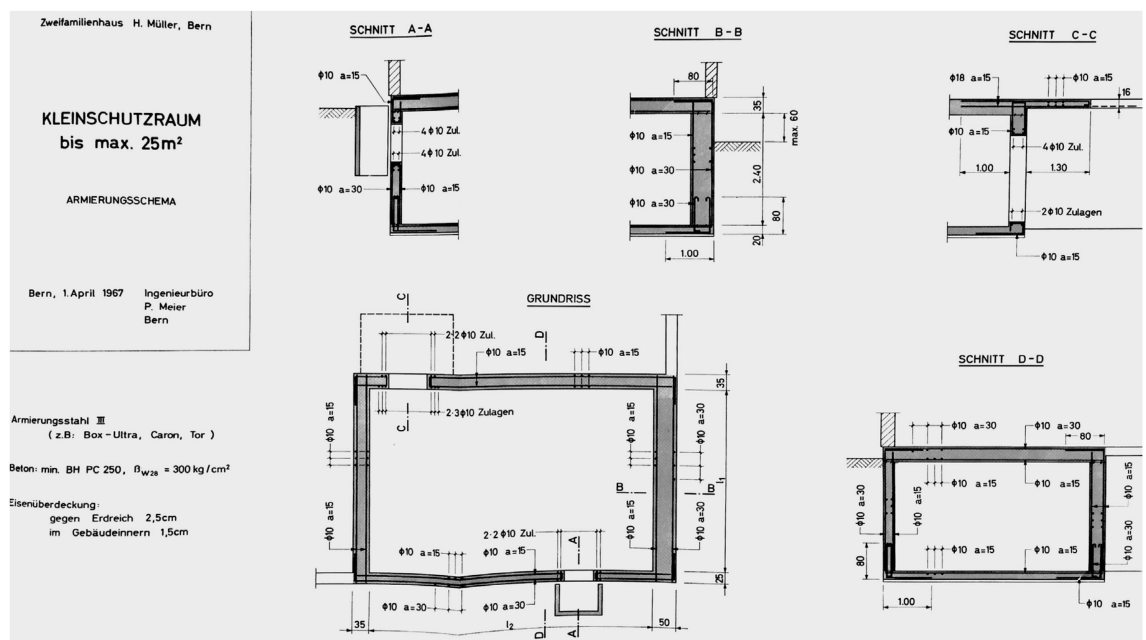 Zweifamilienhaus H. Müller, Bern
KLEINSCHUTZRAUM
bis max. 25m²
ARMIERUNGSSCHEMA
Bern, 1. April 1967 Ingenieurbüro
P. Meier
Bern
Armierungsstahl III
( z.B: Box-Ultra, Caron, Tor )
Beton: min. BH PC 250, βw28 = 300 kg/cm²
Eisenüberdeckung:
gegen Erdreich 2,5cm
im Gebäudeinnern 1,5cm
SCHNITT A-A
ϕ10 a=15
4ϕ10 Zul.
4ϕ10 Zul.
ϕ10 a=30
ϕ10 a=15
SCHNITT B-B
80
35
max. 60
ϕ10 a=15
ϕ10 a=30
2.40
ϕ10 a=30
80
20
1.00
SCHNITT C-C
ϕ18 a=15
ϕ10 a=15
16
ϕ10 a=15
4ϕ10 Zul.
1.00
1.30
2ϕ10 Zulagen
ϕ10 a=15
GRUNDRISS
C
D
2·2ϕ10 Zul.
ϕ10 a=15
ϕ10 a=15
35
2·3ϕ10 Zulagen
C
ϕ10 a=15
ϕ10 a=15
ϕ10 a=30
l1
B
B
ϕ10 a=15
ϕ10 a=15
ϕ10 a=30
2·2ϕ10 Zul.
A
ϕ10 a=15
ϕ10 a=15
25
ϕ10 a=30
ϕ10 a=30
35
l2
D
A
50
SCHNITT D-D
ϕ10 a=30
ϕ10 a=30
80
ϕ10 a=15
ϕ10 a=15
ϕ10 a=30
ϕ10 a=15
ϕ10 a=15
ϕ10 a=15
ϕ10 a=15
80
ϕ10 a=30
1.00
ϕ10 a=15